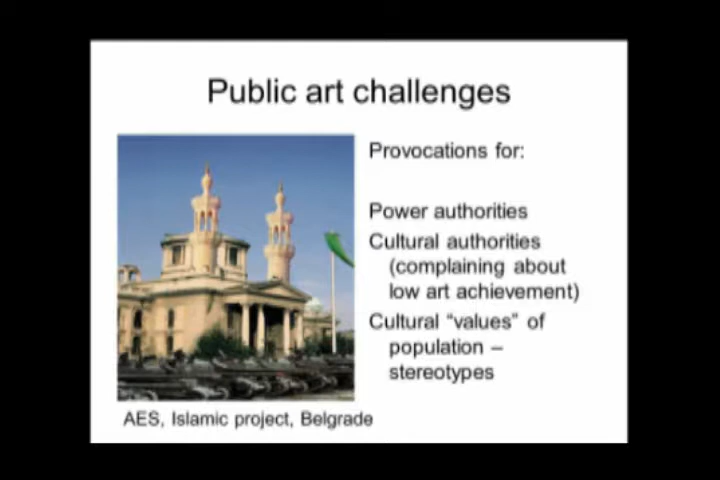 Public art challenges
Provocations for:
Power authorities
Cultural authorities
(complaining about
low art achievement)
Cultural “values” of
population –
stereotypes
AES, Islamic project, Belgrade